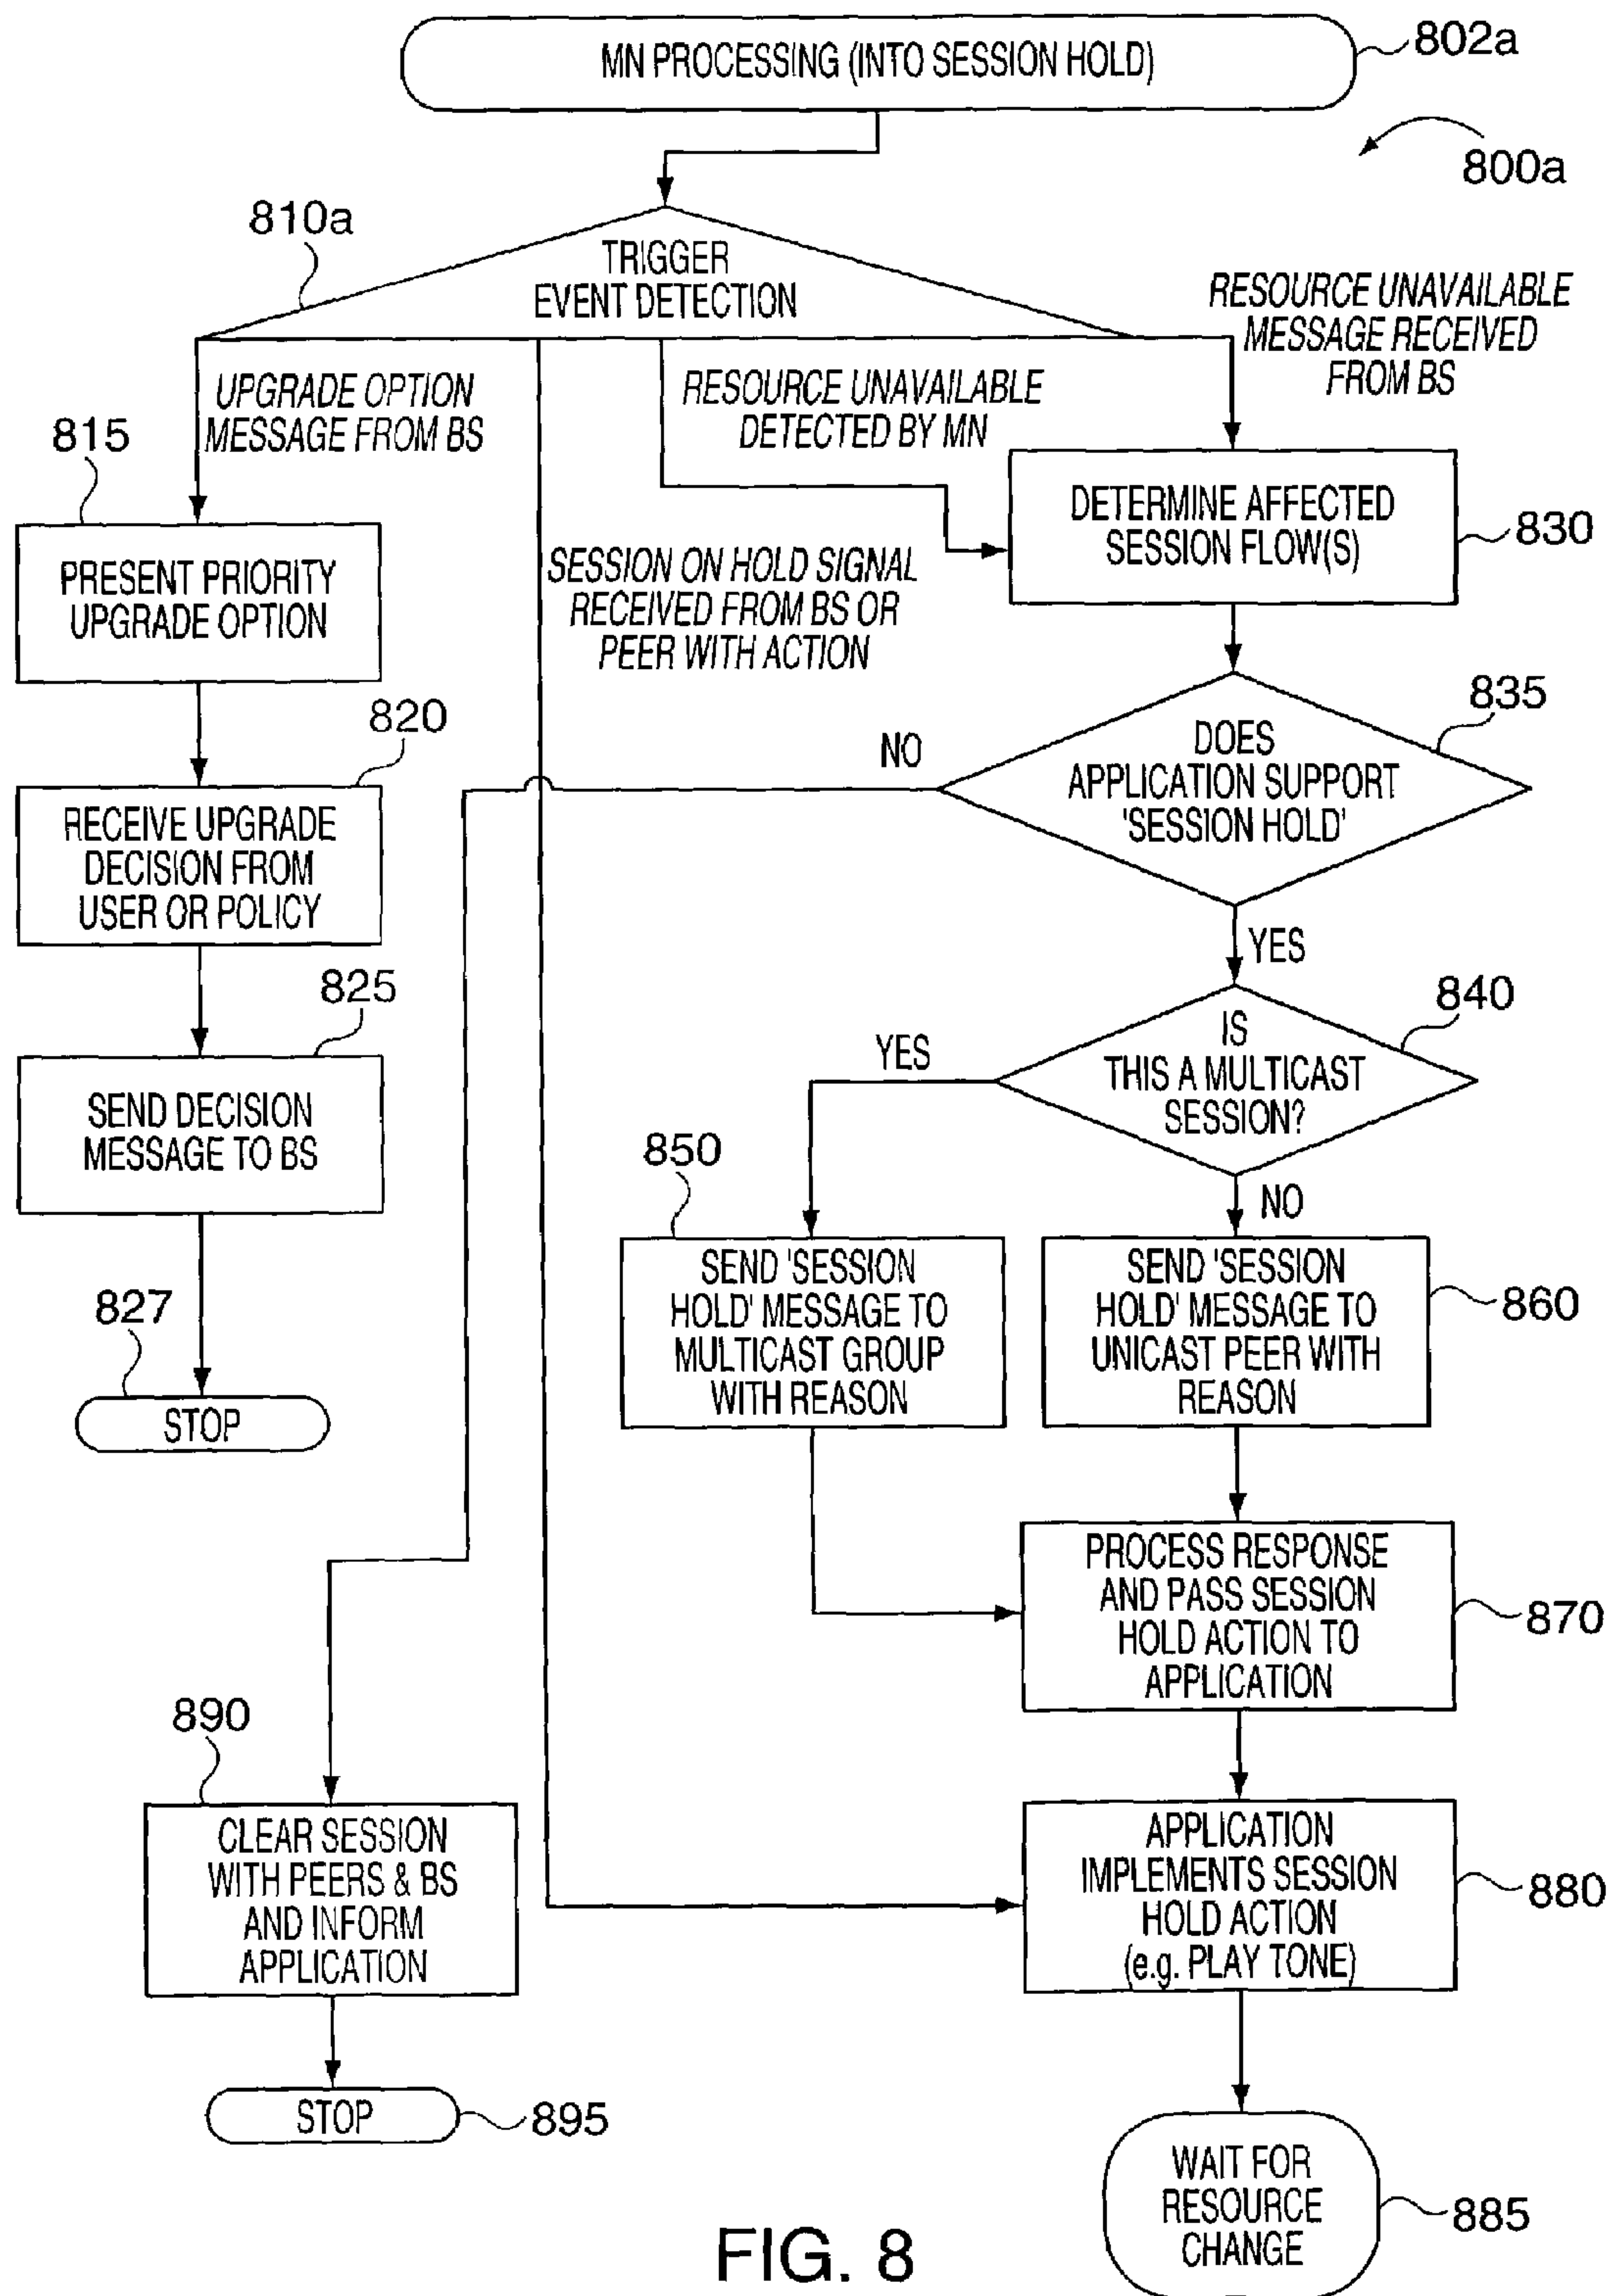 MN PROCESSING (INTO SESSION HOLD)
802a
800a
810a
TRIGGER
EVENT DETECTION
RESOURCE UNAVAILABLE
MESSAGE RECEIVED
FROM BS
UPGRADE OPTION
MESSAGE FROM BS
RESOURCE UNAVAILABLE
DETECTED BY MN
815
PRESENT PRIORITY
UPGRADE OPTION
SESSION ON HOLD SIGNAL
RECEIVED FROM BS OR
PEER WITH ACTION
DETERMINE AFFECTED
SESSION FLOW(S)
830
820
RECEIVE UPGRADE
DECISION FROM
USER OR POLICY
NO
835
DOES
APPLICATION SUPPORT
'SESSION HOLD'
YES
825
SEND DECISION
MESSAGE TO BS
840
IS
THIS A MULTICAST
SESSION?
YES
NO
827
STOP
850
SEND 'SESSION
HOLD' MESSAGE TO
MULTICAST GROUP
WITH REASON
SEND 'SESSION
HOLD' MESSAGE TO
UNICAST PEER WITH
REASON
860
PROCESS RESPONSE
AND PASS SESSION
HOLD ACTION TO
APPLICATION
870
890
CLEAR SESSION
WITH PEERS & BS
AND INFORM
APPLICATION
APPLICATION
IMPLEMENTS SESSION
HOLD ACTION
(e.g. PLAY TONE)
880
STOP
895
WAIT FOR
RESOURCE
CHANGE
885
FIG. 8